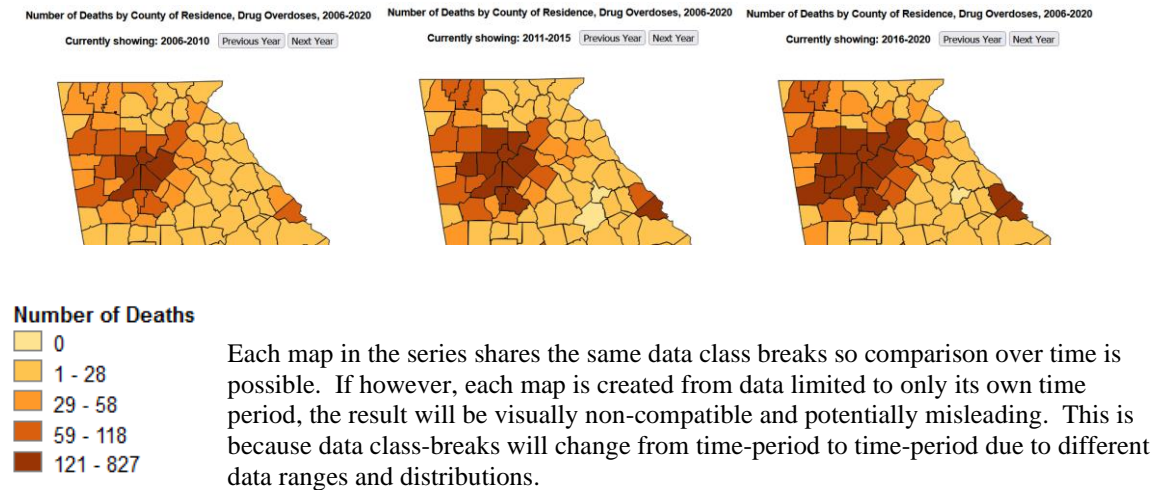 Number of Deaths by County of Residence, Drug Overdoses, 2006-2020
Currently showing: 2006-2010 Previous Year Next Year
Number of Deaths by County of Residence, Drug Overdoses, 2006-2020
Currently showing: 2011-2015 Previous Year Next Year
Number of Deaths by County of Residence, Drug Overdoses, 2006-2020
Currently showing: 2016-2020 Previous Year Next Year
Number of Deaths
0
1 - 28
29 - 58
59 - 118
121 - 827
Each map in the series shares the same data class breaks so comparison over time is
possible. If however, each map is created from data limited to only its own time
period, the result will be visually non-compatible and potentially misleading. This is
because data class-breaks will change from time-period to time-period due to different
data ranges and distributions.